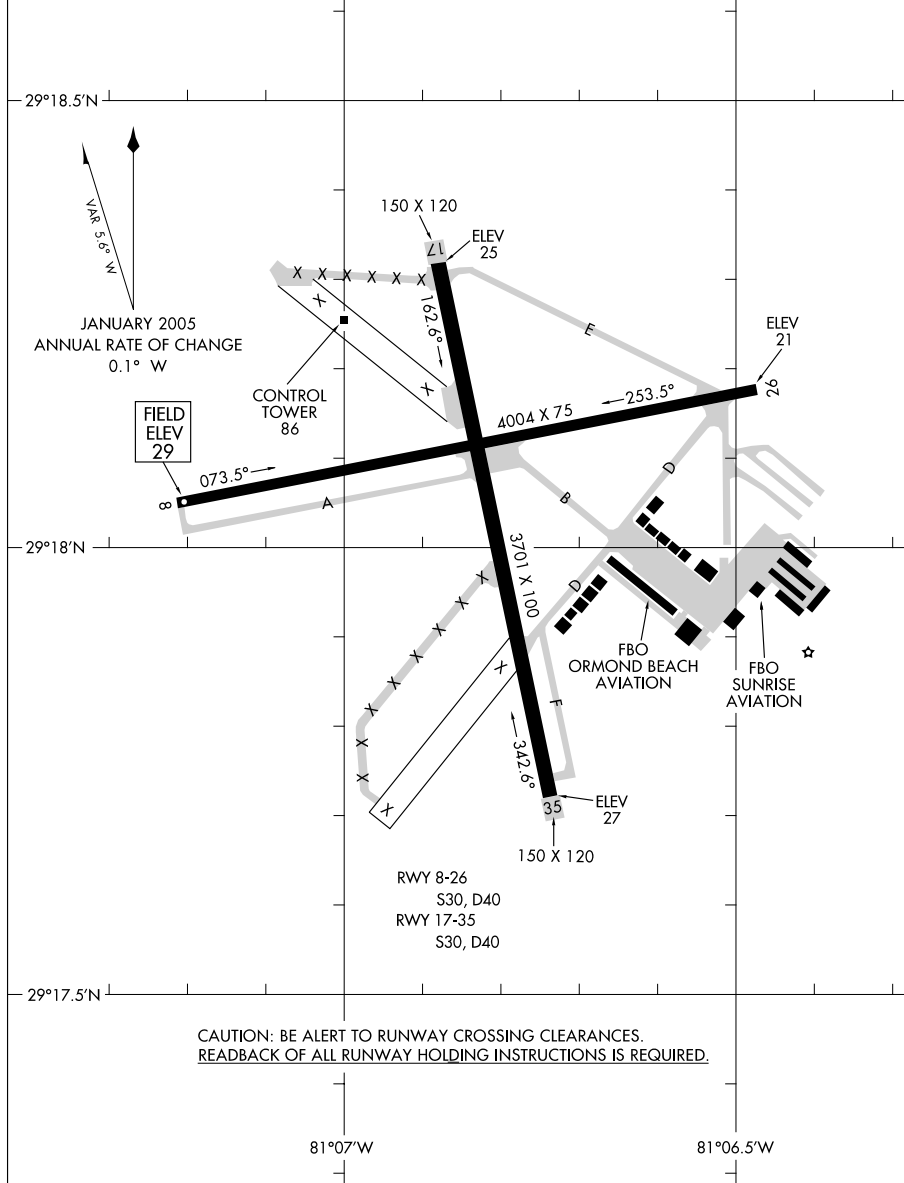 29°18.5'N
VAR 5.6° W
JANUARY 2005
ANNUAL RATE OF CHANGE
0.1° W
150 X 120
17
ELEV
25
X X X X X X
X
X
162.6°
CONTROL
TOWER
86
E
ELEV
21
26
253.5°
4004 X 75
FIELD
ELEV
29
073.5°
8
A
B
D
29°18'N
3701 X 100
D
X
X
X
X
X
X
X
X
X
X
F
342.6°
FBO
ORMOND BEACH
AVIATION
FBO
SUNRISE
AVIATION
35
ELEV
27
150 X 120
RWY 8-26
S30, D40
RWY 17-35
S30, D40
29°17.5'N
CAUTION: BE ALERT TO RUNWAY CROSSING CLEARANCES.
READBACK OF ALL RUNWAY HOLDING INSTRUCTIONS IS REQUIRED.
81°07'W
81°06.5'W